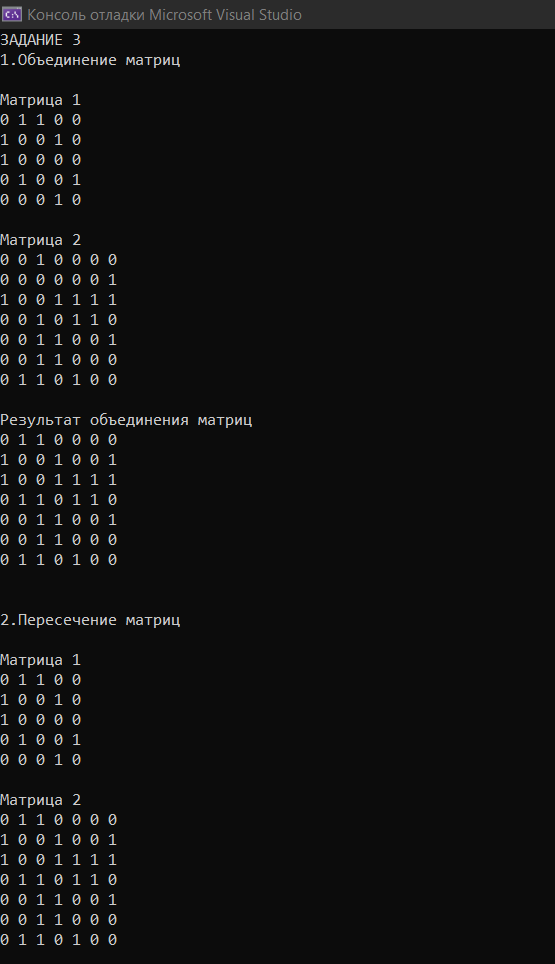 Консоль отладки Microsoft Visual Studio
ЗАДАНИЕ 3
1.Объединение матриц
Матрица 1
0 1 1 0 0
1 0 0 1 0
1 0 0 0 0
0 1 0 0 1
0 0 0 1 0
Матрица 2
0 0 1 0 0 0 0
0 0 0 0 0 0 1
1 0 0 1 1 1 1
0 0 1 0 1 1 0
0 0 1 1 0 0 1
0 0 1 1 0 0 0
0 1 1 0 1 0 0
Результат объединения матриц
0 1 1 0 0 0 0
1 0 0 1 0 0 1
1 0 0 1 1 1 1
0 1 1 0 1 1 0
0 0 1 1 0 0 1
0 0 1 1 0 0 0
0 1 1 0 1 0 0
2.Пересечение матриц
Матрица 1
0 1 1 0 0
1 0 0 1 0
1 0 0 0 0
0 1 0 0 1
0 0 0 1 0
Матрица 2
0 1 1 0 0 0 0
1 0 0 1 0 0 1
1 0 0 1 1 1 1
0 1 1 0 1 1 0
0 0 1 1 0 0 1
0 0 1 1 0 0 0
0 1 1 0 1 0 0